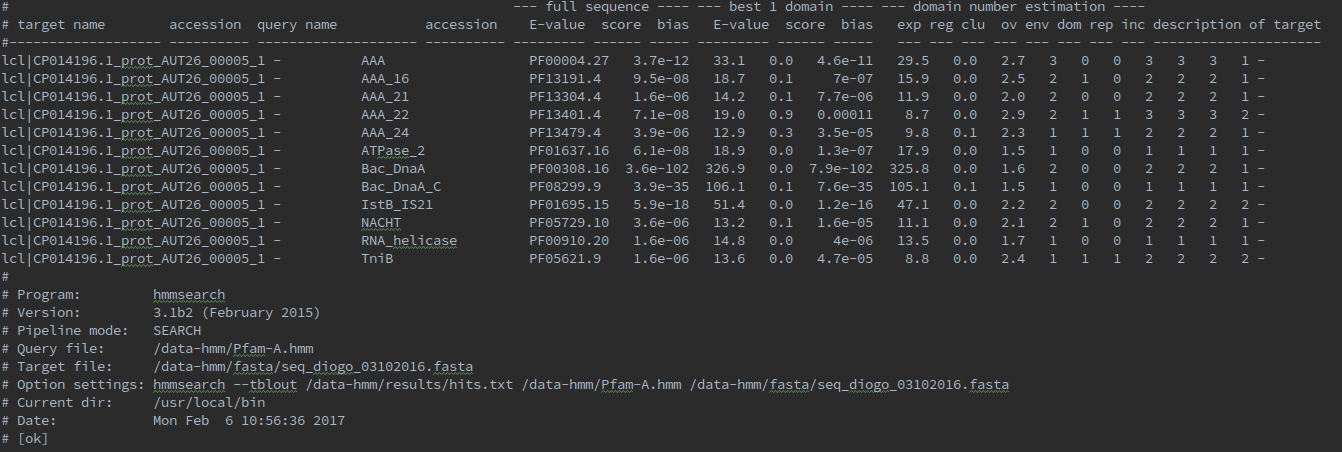 # --- full sequence ---- --- best 1 domain ---- --- domain number estimation ----
# target name accession query name accession E-value score bias E-value score bias exp reg clu ov env dom rep inc description of target
#------------------- ---------- -------------------- ---------- --------- ------ ----- --------- ------ ----- --- --- --- --- --- --- --- --- ---------------------
lcl|CP014196.1_prot_AUT26_00005_1 - AAA PF00004.27 3.7e-12 33.1 0.0 4.6e-11 29.5 0.0 2.7 3 0 0 3 3 3 1 -
lcl|CP014196.1_prot_AUT26_00005_1 - AAA_16 PF13191.4 9.5e-08 18.7 0.1 7e-07 15.9 0.0 2.5 2 1 0 2 2 2 1 -
lcl|CP014196.1_prot_AUT26_00005_1 - AAA_21 PF13304.4 1.6e-06 14.2 0.1 7.7e-06 11.9 0.0 2.0 2 0 0 2 2 2 1 -
lcl|CP014196.1_prot_AUT26_00005_1 - AAA_22 PF13401.4 7.1e-08 19.0 0.9 0.00011 8.7 0.0 2.9 2 1 1 3 3 3 2 -
lcl|CP014196.1_prot_AUT26_00005_1 - AAA_24 PF13479.4 3.9e-06 12.9 0.3 3.5e-05 9.8 0.1 2.3 1 1 0 2 2 2 1 -
lcl|CP014196.1_prot_AUT26_00005_1 - ATPase_2 PF01637.16 6.1e-08 18.9 0.0 1.3e-07 17.9 0.0 1.5 1 0 0 1 1 1 1 -
lcl|CP014196.1_prot_AUT26_00005_1 - Bac_DnaA PF00308.16 3.6e-102 326.9 0.0 7.9e-102 325.8 0.0 1.6 2 0 0 2 2 2 1 -
lcl|CP014196.1_prot_AUT26_00005_1 - Bac_DnaA_C PF08299.9 3.9e-35 106.1 0.1 7.6e-35 105.1 0.1 1.5 1 0 0 1 1 1 1 -
lcl|CP014196.1_prot_AUT26_00005_1 - IstB_IS21 PF01695.15 5.9e-18 51.4 0.0 1.2e-16 47.1 0.0 2.2 2 0 0 2 2 2 2 -
lcl|CP014196.1_prot_AUT26_00005_1 - NACHT PF05729.10 3.6e-06 13.2 0.1 1.6e-05 11.1 0.0 2.1 2 1 0 2 2 2 1 -
lcl|CP014196.1_prot_AUT26_00005_1 - RNA_helicase PF00910.20 1.6e-06 14.8 0.0 4e-06 13.5 0.0 1.7 1 0 0 1 1 1 1 -
lcl|CP014196.1_prot_AUT26_00005_1 - TniB PF05621.9 1.6e-06 13.6 0.0 4.7e-05 8.8 0.0 2.4 1 1 1 2 2 2 2 -
#
# Program: hmmsearch
# Version: 3.1b2 (February 2015)
# Pipeline mode: SEARCH
# Query file: /data-hmm/Pfam-A.hmm
# Target file: /data-hmm/fasta/seq_diogo_03102016.fasta
# Option settings: hmmsearch --tblout /data-hmm/results/hits.txt /data-hmm/Pfam-A.hmm /data-hmm/fasta/seq_diogo_03102016.fasta
# Current dir: /usr/local/bin
# Date: Mon Feb 6 10:56:36 2017
# [ok]